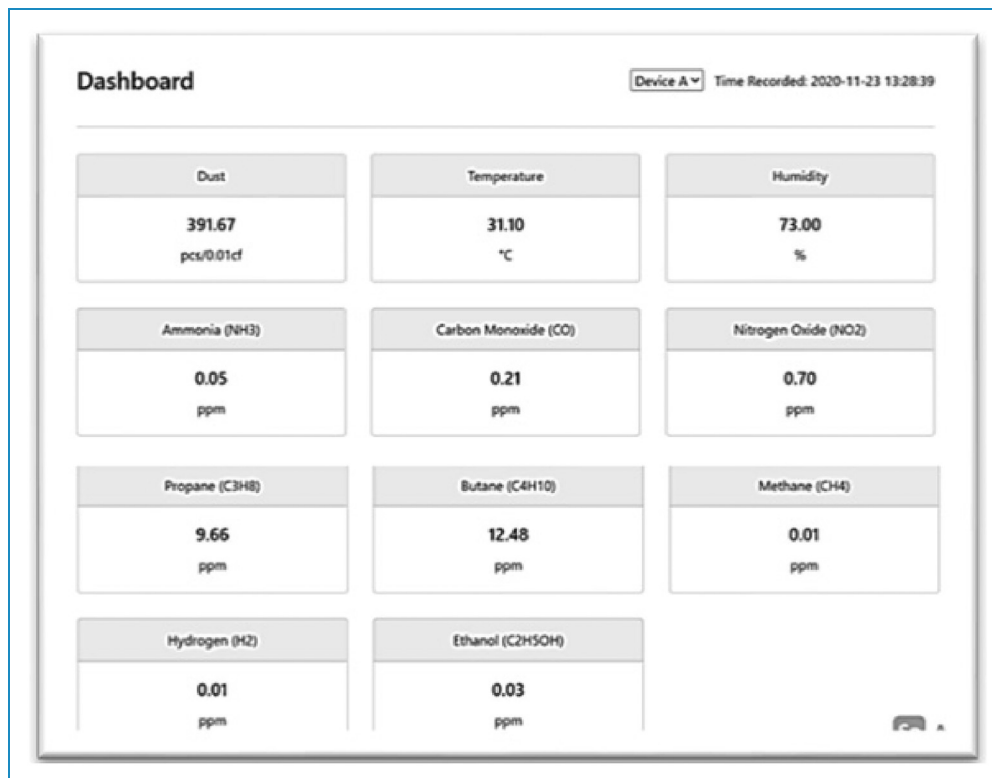 Dashboard
Device A Time Recorded: 2020-11-23 13:28:39
Dust
391.67
pcs/0.01cf
Temperature
31.10
°C
Humidity
73.00
%
Ammonia (NH3)
0.05
ppm
Carbon Monoxide (CO)
0.21
ppm
Nitrogen Oxide (NO2)
0.70
ppm
Propane (C3H8)
9.66
ppm
Butane (C4H10)
12.48
ppm
Methane (CH4)
0.01
ppm
Hydrogen (H2)
0.01
ppm
Ethanol (C2H5OH)
0.03
ppm